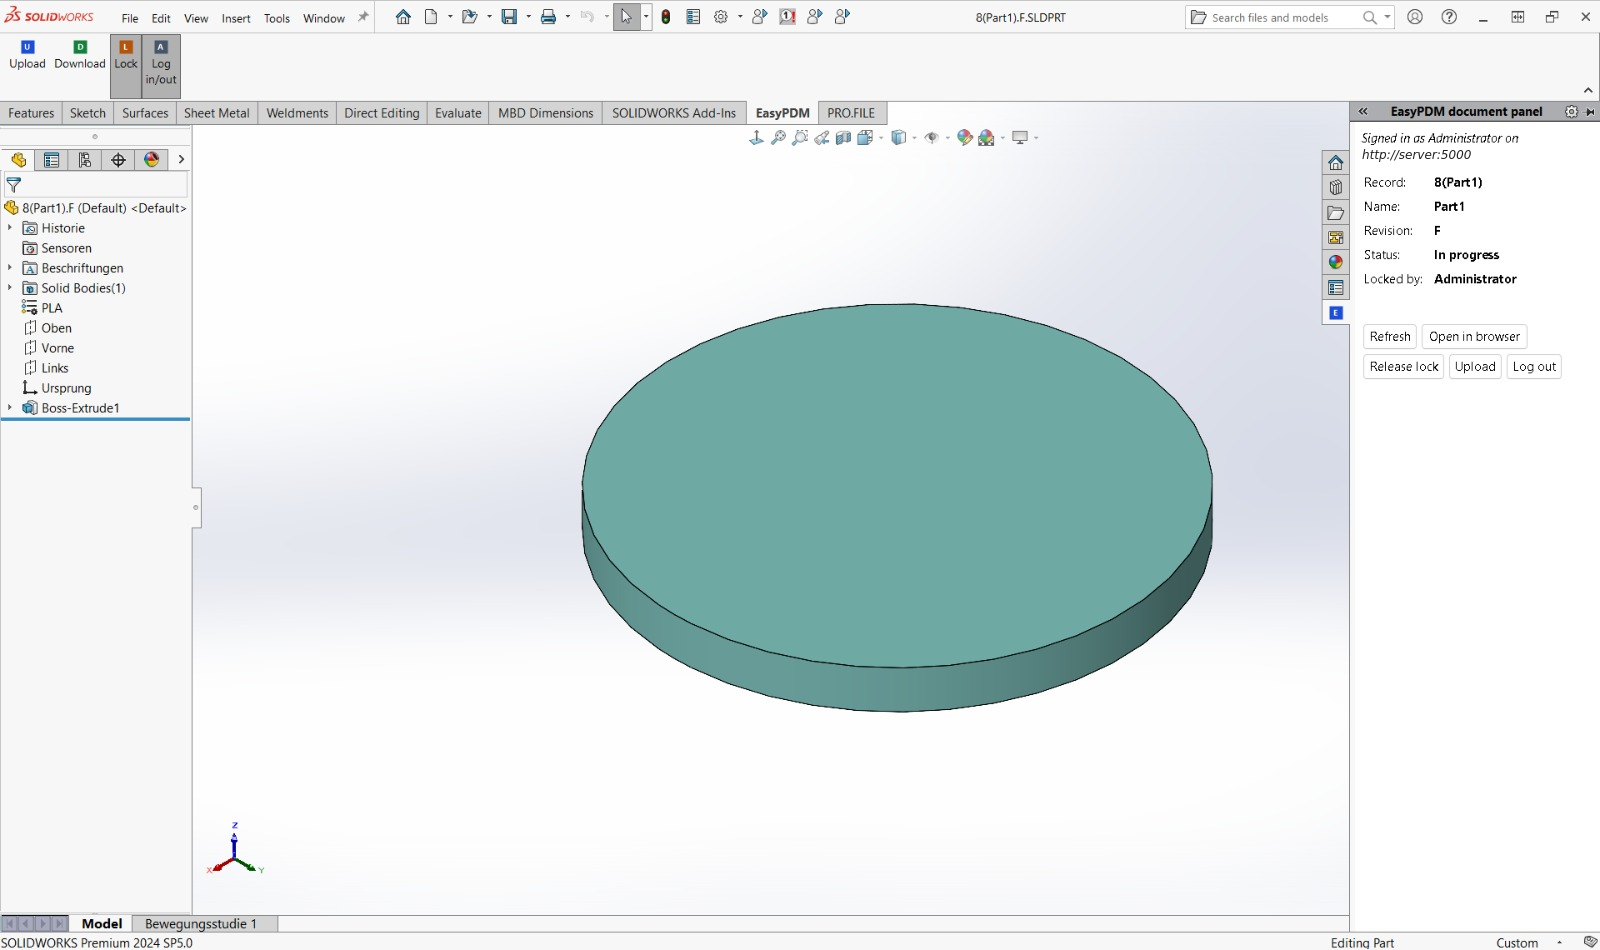 SOLIDWORKS File Edit View Insert Tools Window 8(Part1).F.SLDPRT Search files and models
U D L A
Upload Download Lock Log in/out
Features Sketch Surfaces Sheet Metal Weldments Direct Editing Evaluate MBD Dimensions SOLIDWORKS Add-Ins EasyPDM PRO.FILE
8(Part1).F (Default) <Default>
Historie
Sensoren
Beschriftungen
Solid Bodies(1)
PLA
Oben
Vorne
Links
Ursprung
Boss-Extrude1
Z
X Y
EasyPDM document panel
Signed in as Administrator on
http://server:5000
Record: 8(Part1)
Name: Part1
Revision: F
Status: In progress
Locked by: Administrator
E
Refresh Open in browser
Release lock Upload Log out
Model Bewegungsstudie 1
SOLIDWORKS Premium 2024 SP5.0 Editing Part Custom